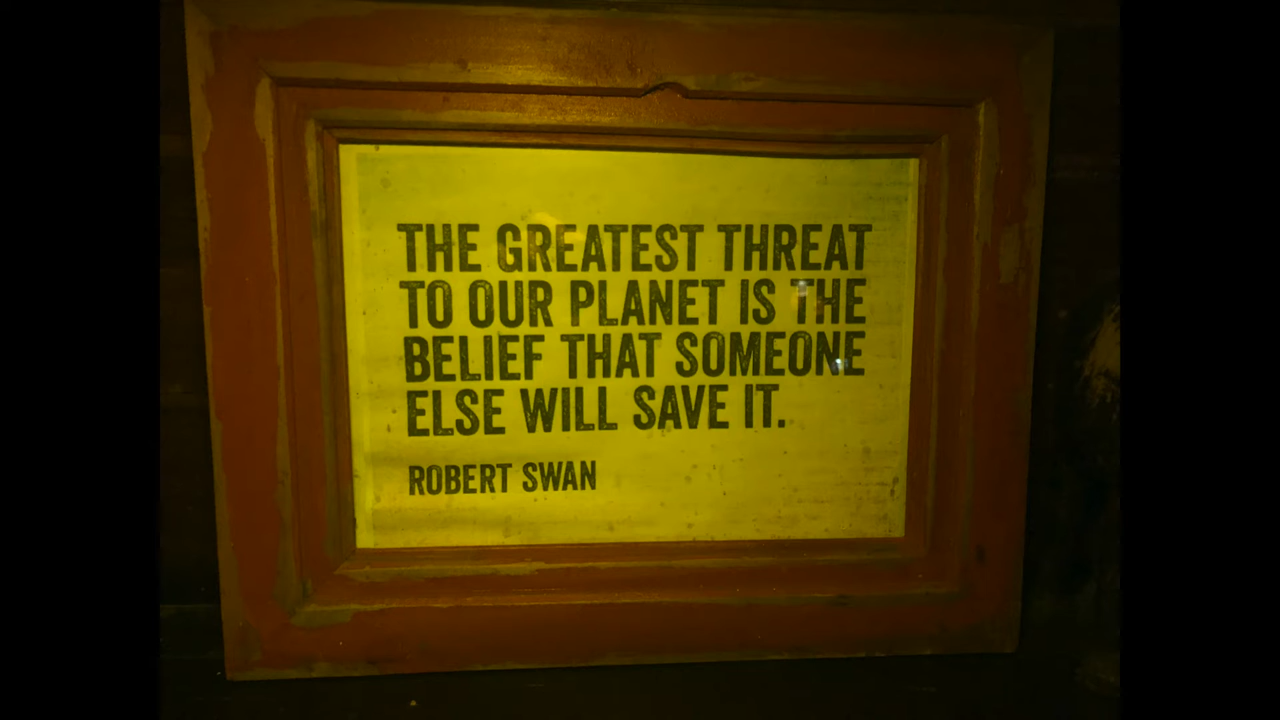 THE GREATEST THREAT
TO OUR PLANET IS THE
BELIEF THAT SOMEONE
ELSE WILL SAVE IT.
ROBERT SWAN